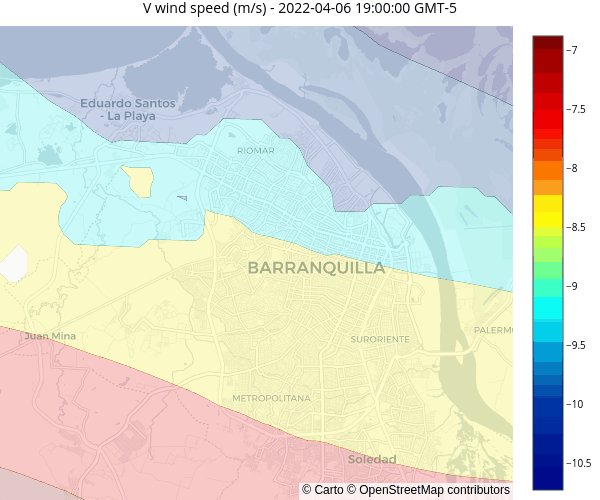 V wind speed (m/s) - 2022-04-06 19:00:00 GMT-5
Eduardo Santos
- La Playa
RIOMAR
BARRANQUILLA
Juan Mina
SURORIENTE
PALERMO
METROPOLITANA
Soledad
−7
−7.5
−8
−8.5
−9
−9.5
−10
−10.5
© Carto © OpenStreetMap contributors